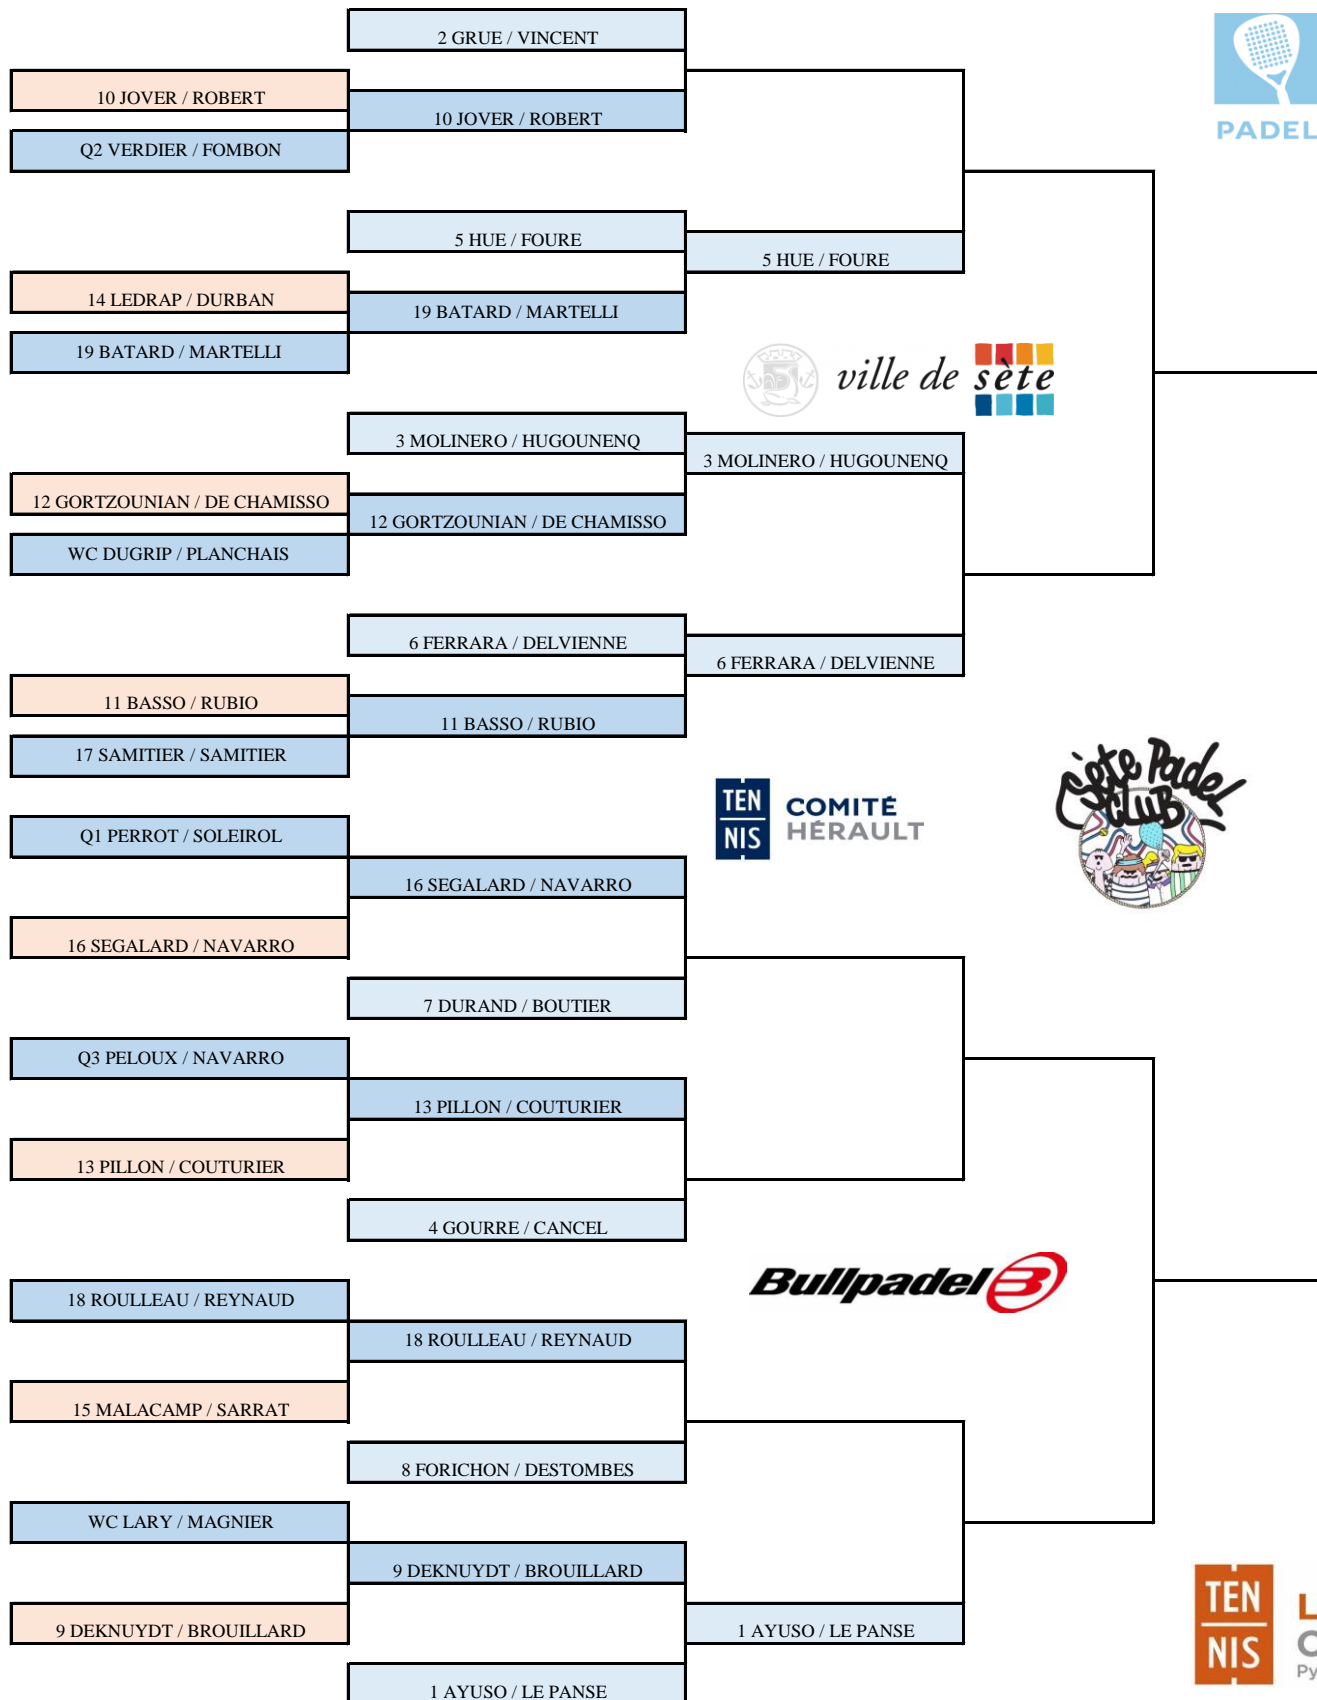 2 GRUE / VINCENT
10 JOVER / ROBERT
10 JOVER / ROBERT
Q2 VERDIER / FOMBON
PADEL
5 HUE / FOURE
5 HUE / FOURE
14 LEDRAP / DURBAN
19 BATARD / MARTELLI
19 BATARD / MARTELLI
ville de sète
3 MOLINERO / HUGOUNENQ
3 MOLINERO / HUGOUNENQ
12 GORTZOUNIAN / DE CHAMISSO
12 GORTZOUNIAN / DE CHAMISSO
WC DUGRIP / PLANCHAIS
6 FERRARA / DELVIENNE
6 FERRARA / DELVIENNE
11 BASSO / RUBIO
11 BASSO / RUBIO
17 SAMITIER / SAMITIER
Sète Padel
CLUB
TEN
NIS
COMITÉ
HÉRAULT
Q1 PERROT / SOLEIROL
16 SEGALARD / NAVARRO
16 SEGALARD / NAVARRO
7 DURAND / BOUTIER
Q3 PELOUX / NAVARRO
13 PILLON / COUTURIER
13 PILLON / COUTURIER
4 GOURRE / CANCEL
Bullpadel
18 ROULLEAU / REYNAUD
18 ROULLEAU / REYNAUD
15 MALACAMP / SARRAT
8 FORICHON / DESTOMBES
WC LARY / MAGNIER
9 DEKNUYDT / BROUILLARD
9 DEKNUYDT / BROUILLARD
1 AYUSO / LE PANSE
1 AYUSO / LE PANSE
TEN
NIS
L
O
Py